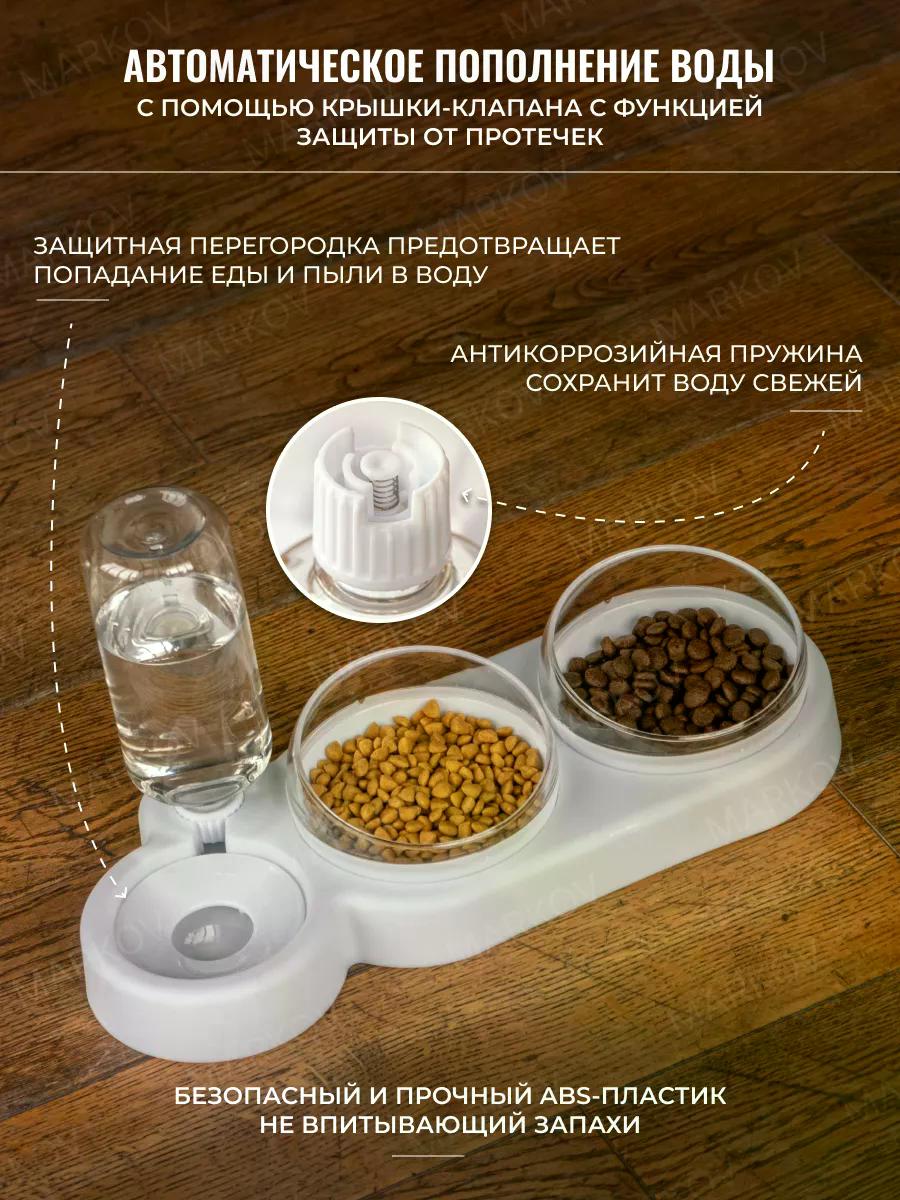 АВТОМАТИЧЕСКОЕ ПОПОЛНЕНИЕ ВОДЫ
С ПОМОЩЬЮ КРЫШКИ-КЛАПАНА С ФУНКЦИЕЙ
ЗАЩИТЫ ОТ ПРОТЕЧЕК
ЗАЩИТНАЯ ПЕРЕГОРОДКА ПРЕДОТВРАЩАЕТ
ПОПАДАНИЕ ЕДЫ И ПЫЛИ В ВОДУ
АНТИКОРРОЗИЙНАЯ ПРУЖИНА
СОХРАНИТ ВОДУ СВЕЖЕЙ
БЕЗОПАСНЫЙ И ПРОЧНЫЙ ABS-ПЛАСТИК
НЕ ВПИТЫВАЮЩИЙ ЗАПАХИ
MARKOV